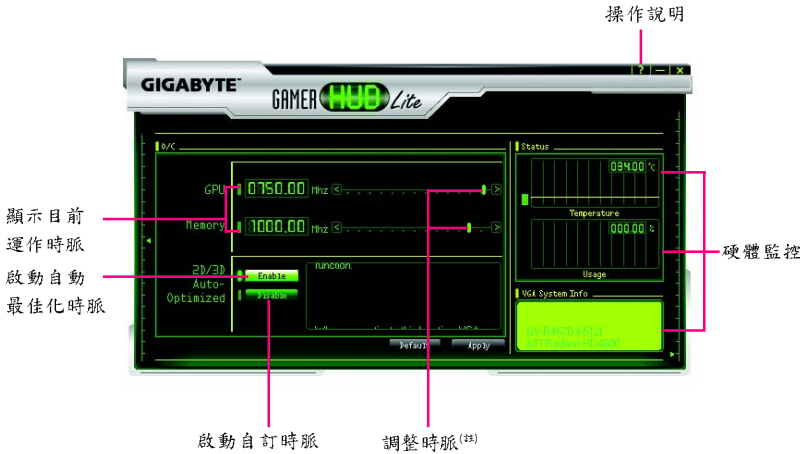 操作說明
GIGABYTE™
GAMER HUD Lite
? — ×
O/C
Status
GPU 0750.00 Mhz < >
034.00 °C
Temperature
顯示目前
運作時脈
Memory 1000.00 Mhz < >
000.00 %
Usage
硬體監控
啟動自動
最佳化時脈
2D/3D
Auto-
Optimized
Enable
Disable
function.
VGA System Info
GV-R467D3-512I
ATI Radeon HD4600
Default
Apply
啟動自訂時脈
調整時脈(註)